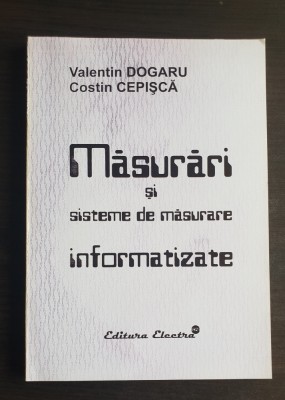 Valentin DOGARU
Costin CEPIŞCĂ
Măsurări
şi
sisteme de măsurare
informatizate
Editura Electra